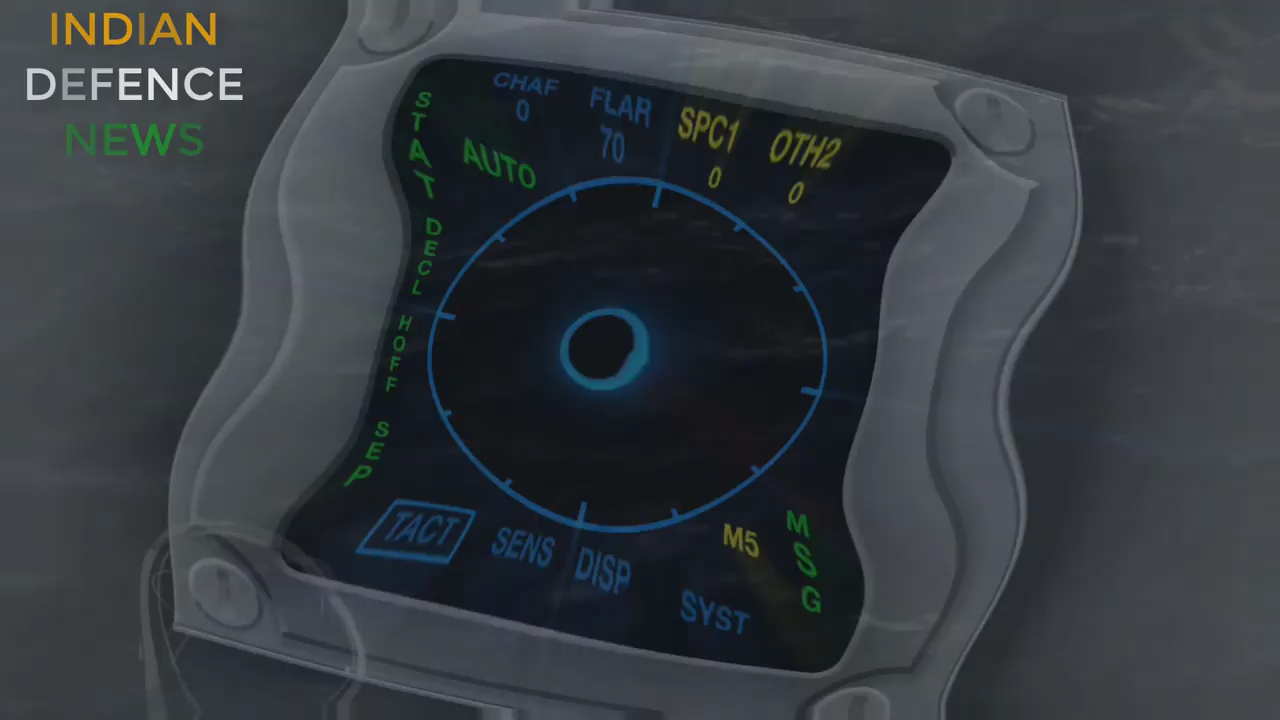 INDIAN
DEFENCE
NEWS
CHAF
0
FLAR
70
SPC1
0
OTH2
0
AUTO
STAT
DECL
HOFF
SEP
TACT
SENS
DISP
SYST
M5
MSG